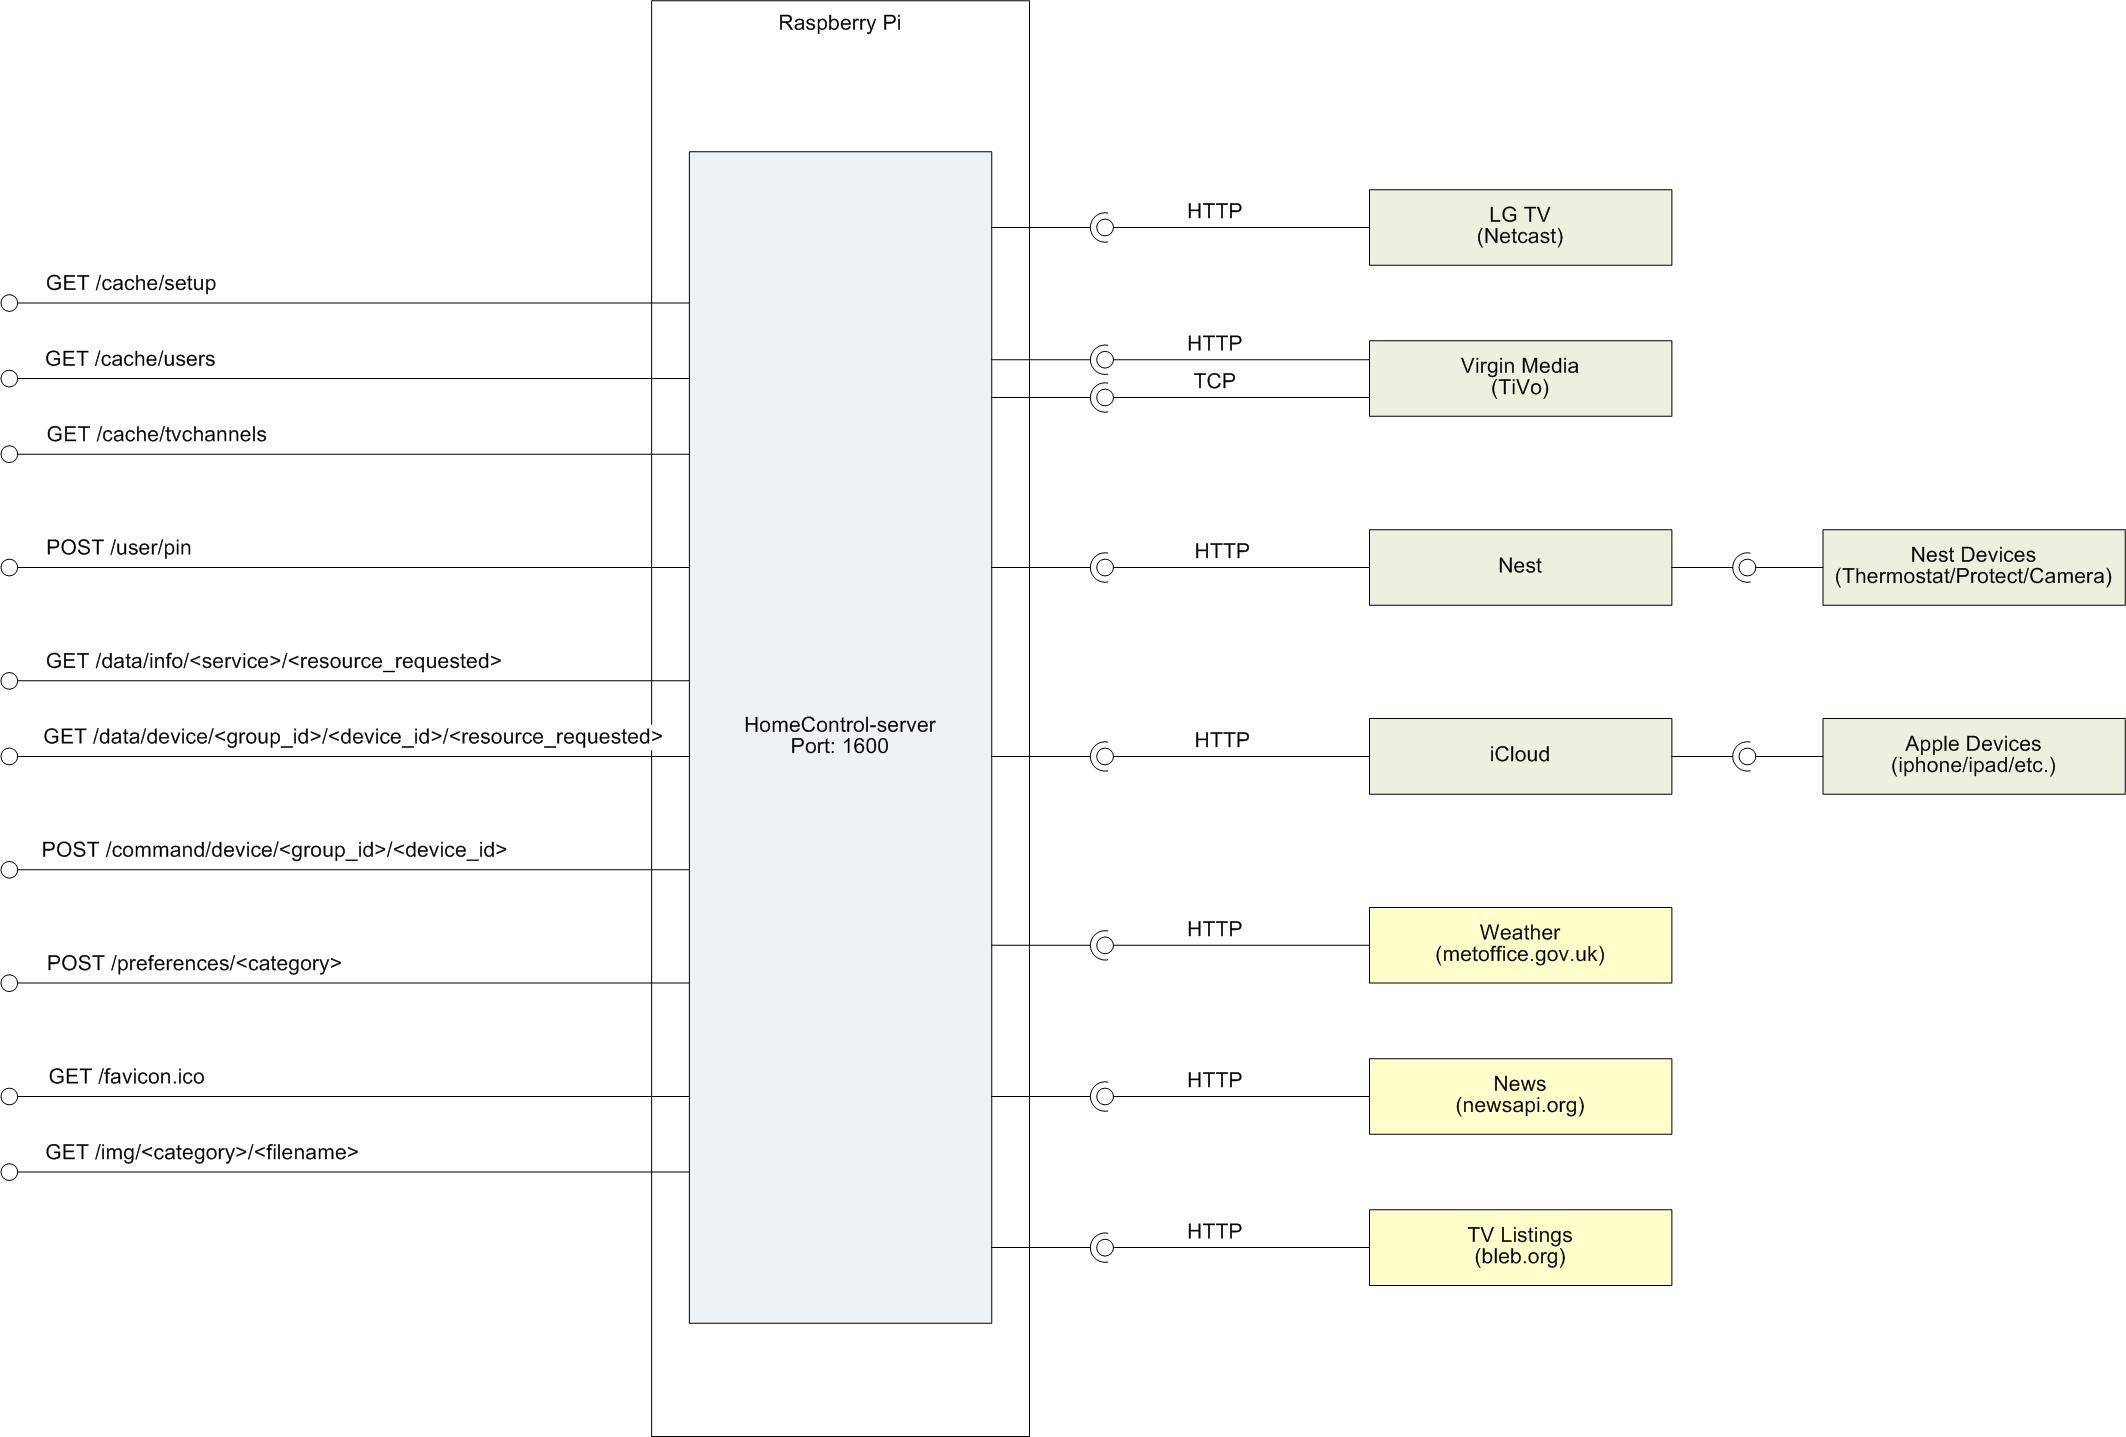 Raspberry Pi
GET /cache/setup
GET /cache/users
GET /cache/tvchannels
POST /user/pin
GET /data/info/<service>/<resource_requested>
GET /data/device/<group_id>/<device_id>/<resource_requested>
POST /command/device/<group_id>/<device_id>
POST /preferences/<category>
GET /favicon.ico
GET /img/<category>/<filename>
HomeControl-server
Port: 1600
HTTP
LG TV
(Netcast)
HTTP
TCP
Virgin Media
(TiVo)
HTTP
Nest
Nest Devices
(Thermostat/Protect/Camera)
HTTP
iCloud
Apple Devices
(iphone/ipad/etc.)
HTTP
Weather
(metoffice.gov.uk)
HTTP
News
(newsapi.org)
HTTP
TV Listings
(bleb.org)